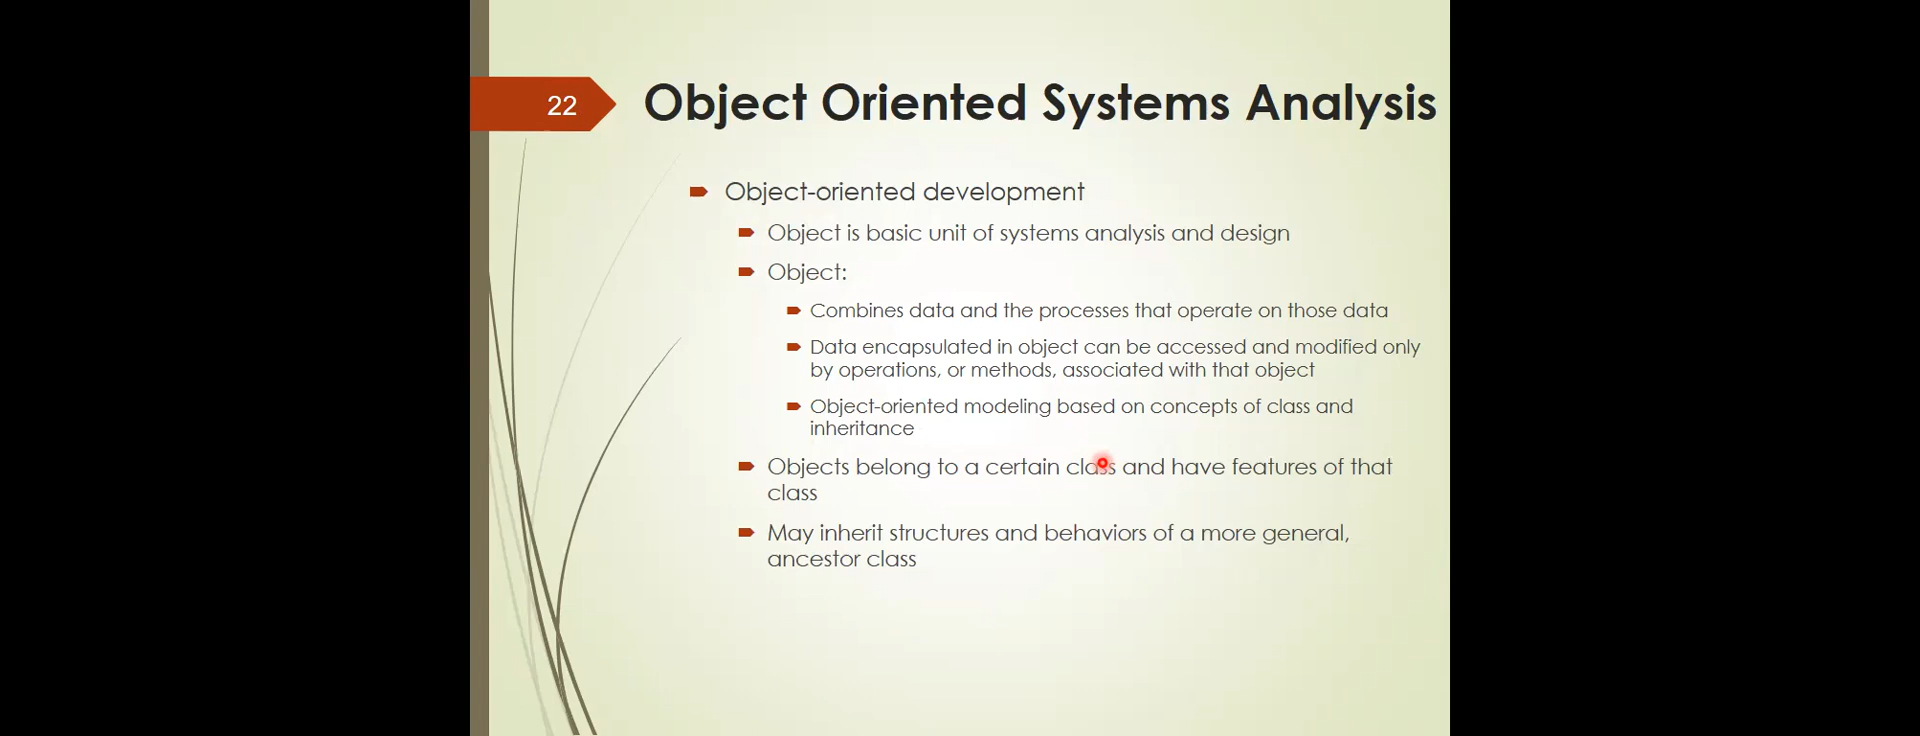 22
Object Oriented Systems Analysis
Object-oriented development
Object is basic unit of systems analysis and design
Object:
Combines data and the processes that operate on those data
Data encapsulated in object can be accessed and modified only
by operations, or methods, associated with that object
Object-oriented modeling based on concepts of class and
inheritance
Objects belong to a certain class and have features of that
class
May inherit structures and behaviors of a more general,
ancestor class